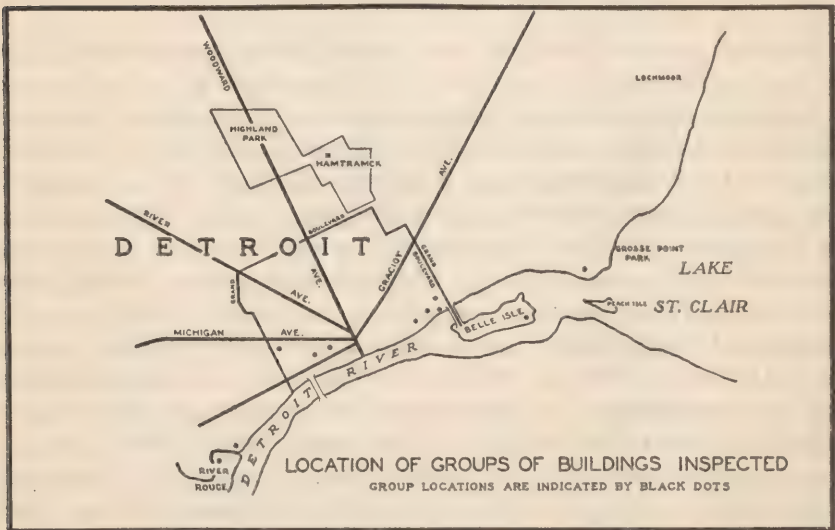 WOODWARD
LOCHMOOR
HIGHLAND
PARK
HAMTRAMCK
AVE.
RIVER
BOULEVARD
DETROIT
GRAND
BOULEVARD
GROSSE POINT
PARK
LAKE
AVE.
GRACIOT
GRAND
AVE.
PEACH ISLE
ST. CLAIR
BELLE ISLE
MICHIGAN AVE.
DETROIT RIVER
RIVER
ROUGE
LOCATION OF GROUPS OF BUILDINGS INSPECTED
GROUP LOCATIONS ARE INDICATED BY BLACK DOTS